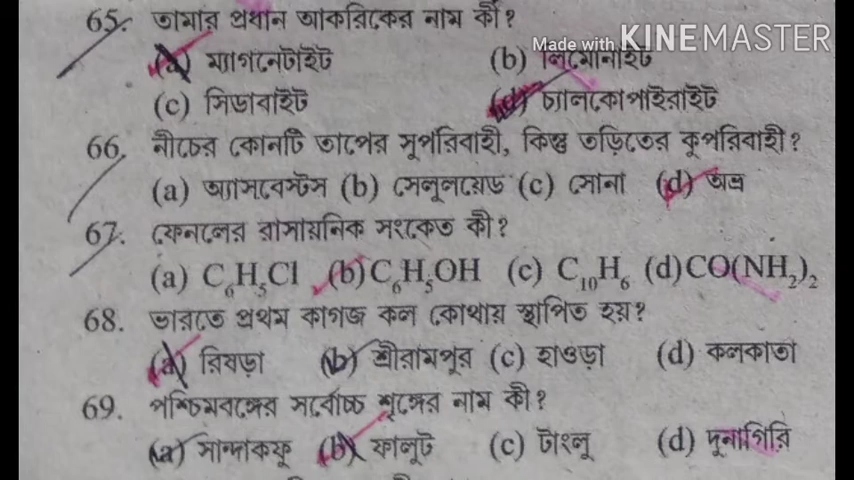 Made with KINEMASTER
65. তামার প্রধান আকরিকের নাম কী?
(a) ম্যাগনেটাইট (b) লিমোনাইট
(c) সিডারাইট (d) চ্যালকোপাইরাইট
66. নীচের কোনটি তাপের সুপরিবাহী, কিন্তু তড়িতের কুপরিবাহী?
(a) অ্যাসবেস্টস (b) সেলুলয়েড (c) সোনা (d) অভ্র
67. ফেনলের রাসায়নিক সংকেত কী?
(a) C₆H₅Cl (b) C₆H₅OH (c) C₁₀H₆ (d) CO(NH₂)₂
68. ভারতে প্রথম কাগজ কল কোথায় স্থাপিত হয়?
(a) রিষড়া (b) শ্রীরামপুর (c) হাওড়া (d) কলকাতা
69. পশ্চিমবঙ্গের সর্বোচ্চ শৃঙ্গের নাম কী?
(a) সান্দাকফু (b) ফালুট (c) টাংলু (d) দূনাগিরি